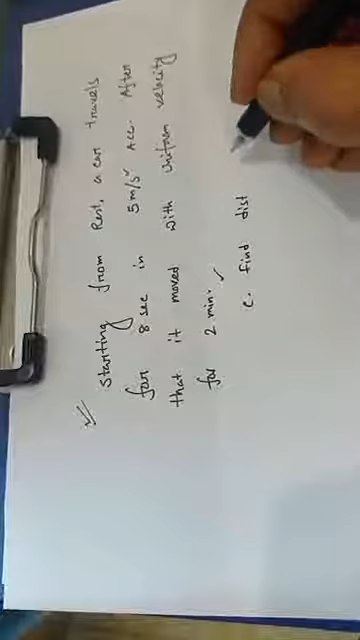 Starting from Rest, a car travels
for 8 sec in 5 m/s² Acc. After
that it moved with uniform velocity
for 2 min.
c. find dist